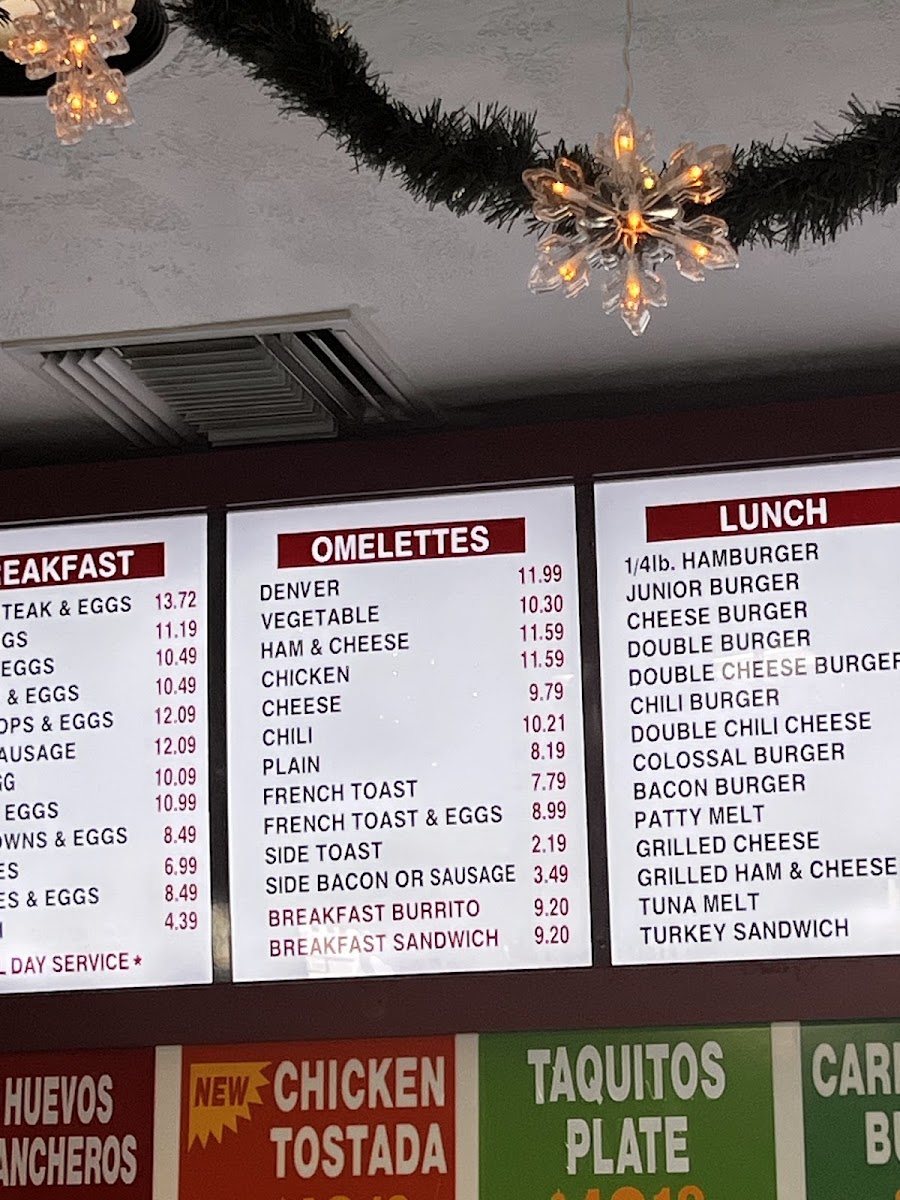 REAKFAST
TEAK & EGGS 13.72
GS 11.19
EGGS 10.49
& EGGS 10.49
OPS & EGGS 12.09
AUSAGE 12.09
GG 10.09
EGGS 10.99
OWNS & EGGS 8.49
ES 6.99
ES & EGGS 8.49
4.39
L DAY SERVICE*
OMELETTES
DENVER 11.99
VEGETABLE 10.30
HAM & CHEESE 11.59
CHICKEN 11.59
CHEESE 9.79
CHILI 10.21
PLAIN 8.19
FRENCH TOAST 7.79
FRENCH TOAST & EGGS 8.99
SIDE TOAST 2.19
SIDE BACON OR SAUSAGE 3.49
BREAKFAST BURRITO 9.20
BREAKFAST SANDWICH 9.20
LUNCH
1/4lb. HAMBURGER
JUNIOR BURGER
CHEESE BURGER
DOUBLE BURGER
DOUBLE CHEESE BURGER
CHILI BURGER
DOUBLE CHILI CHEESE
COLOSSAL BURGER
BACON BURGER
PATTY MELT
GRILLED CHEESE
GRILLED HAM & CHEESE
TUNA MELT
TURKEY SANDWICH
HUEVOS
ANCHEROS
NEW
CHICKEN
TOSTADA
TAQUITOS
PLATE
CAR
BU